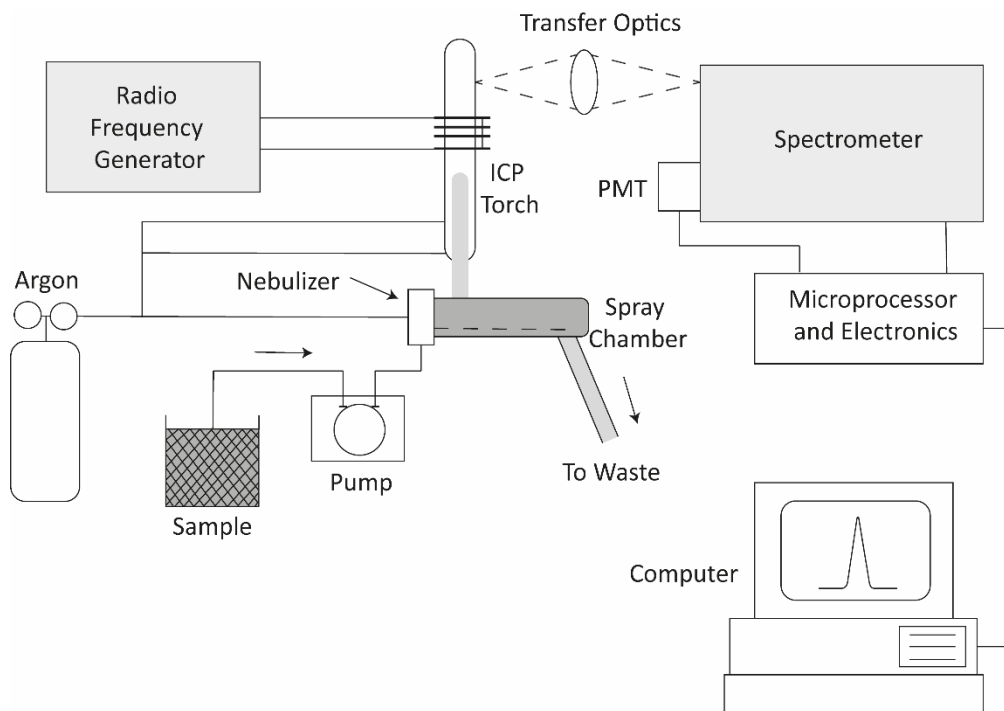 Transfer Optics
Radio
Frequency
Generator
Spectrometer
ICP
Torch
PMT
Argon
Nebulizer
Spray
Chamber
Microprocessor
and Electronics
Pump
To Waste
Sample
Computer